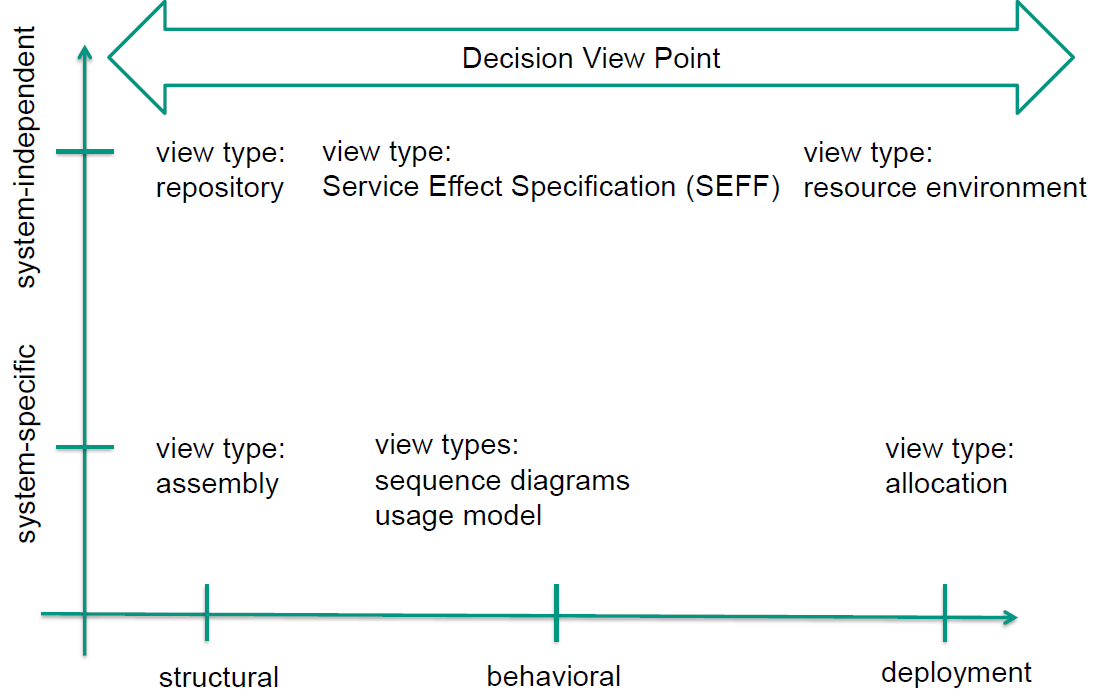 Decision View Point
system-independent
view type:
repository
view type:
Service Effect Specification (SEFF)
view type:
resource environment
system-specific
view type:
assembly
view types:
sequence diagrams
usage model
view type:
allocation
structural
behavioral
deployment